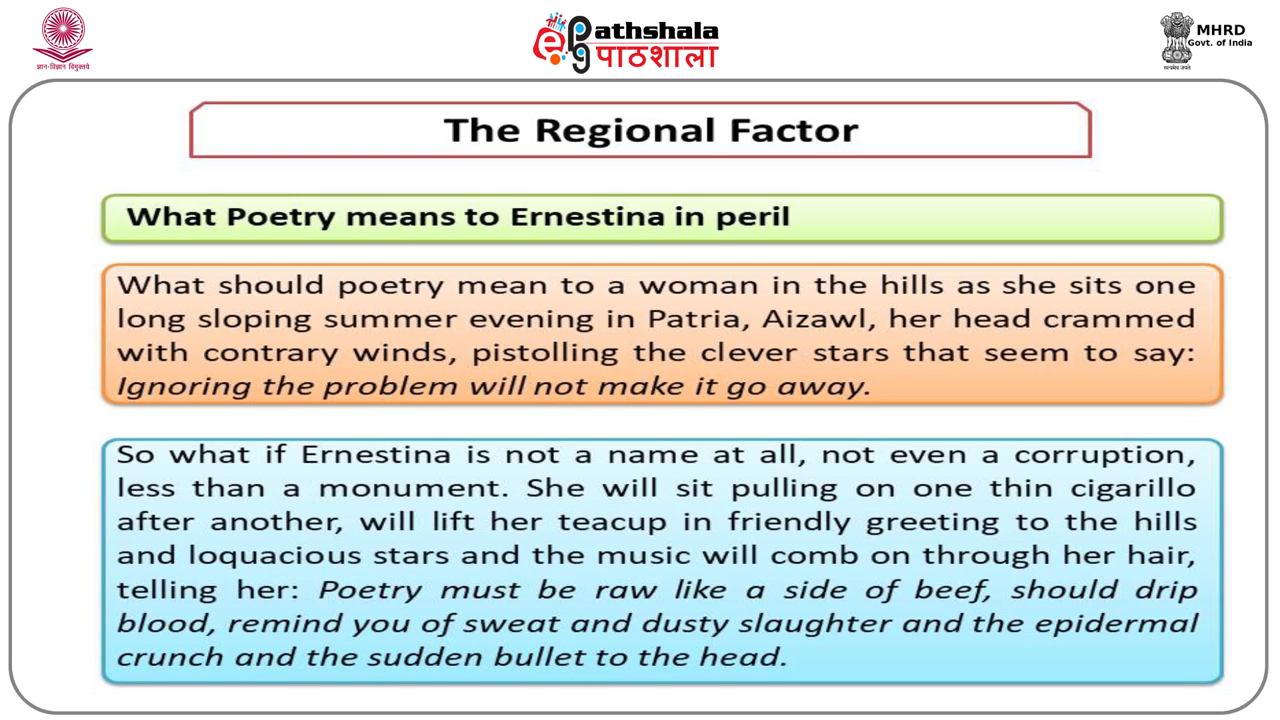 ज्ञान-विज्ञान विमुक्तये
ePG Pathshala
पाठशाला
MHRD
Govt. of India
सत्यमेव जयते
The Regional Factor
What Poetry means to Ernestina in peril
What should poetry mean to a woman in the hills as she sits one
long sloping summer evening in Patria, Aizawl, her head crammed
with contrary winds, pistolling the clever stars that seem to say:
Ignoring the problem will not make it go away.
So what if Ernestina is not a name at all, not even a corruption,
less than a monument. She will sit pulling on one thin cigarillo
after another, will lift her teacup in friendly greeting to the hills
and loquacious stars and the music will comb on through her hair,
telling her: Poetry must be raw like a side of beef, should drip
blood, remind you of sweat and dusty slaughter and the epidermal
crunch and the sudden bullet to the head.